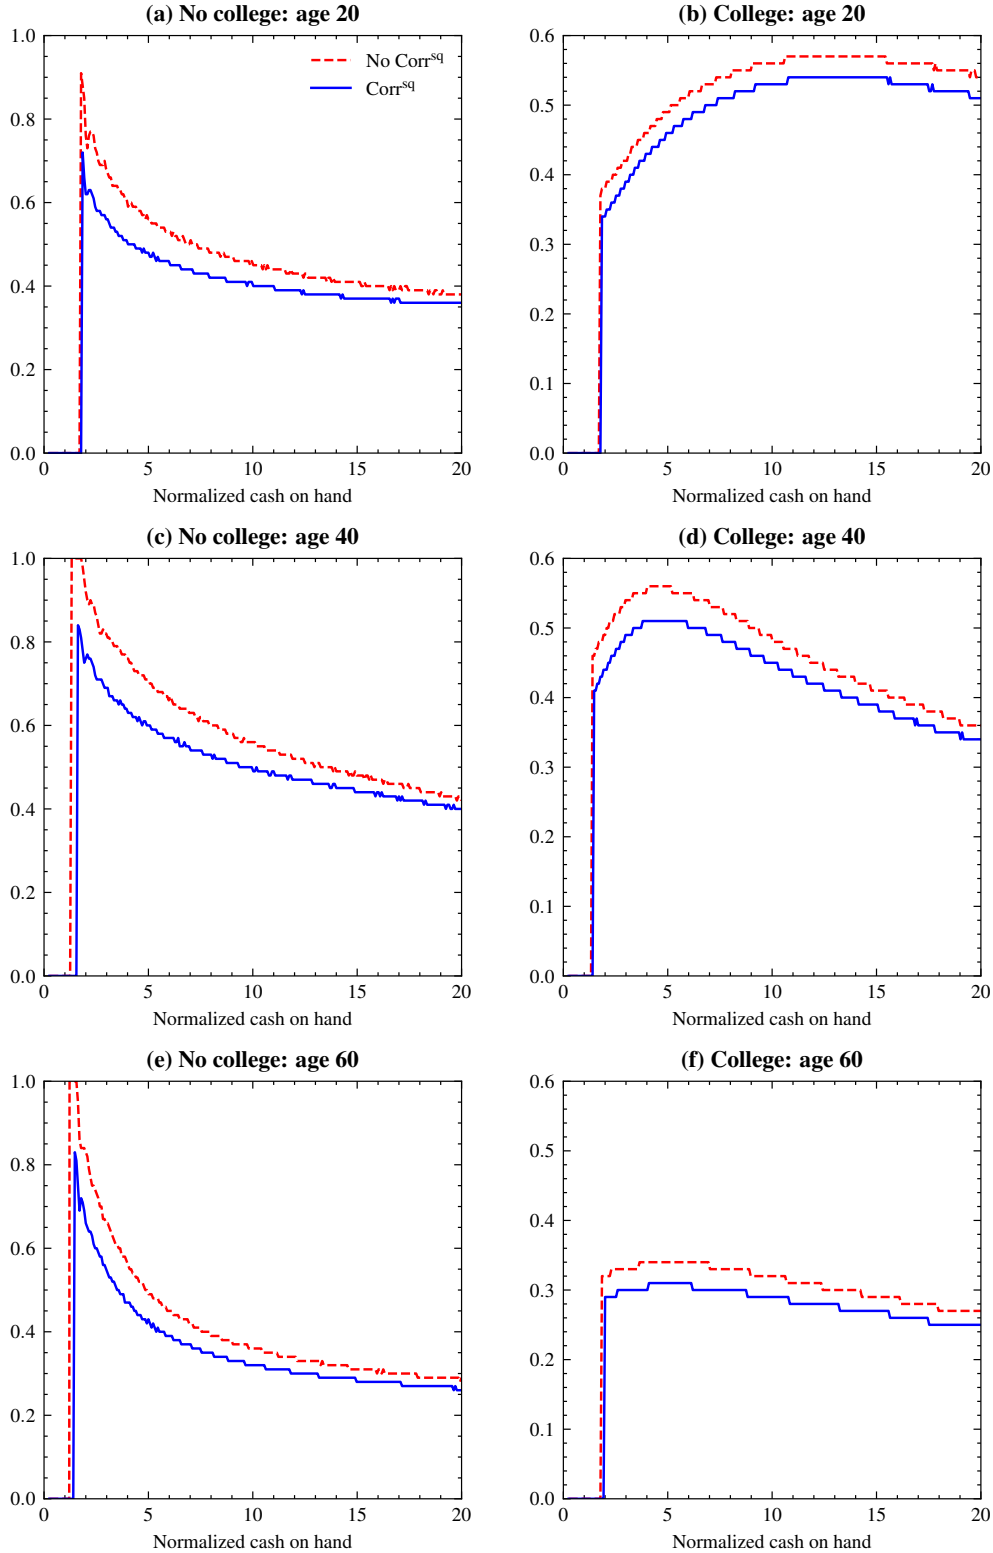 (a) No college: age 20
(b) College: age 20
1.0
0.8
0.6
0.4
0.2
0.0
No Corr^sq
Corr^sq
0 5 10 15 20
Normalized cash on hand
0.6
0.5
0.4
0.3
0.2
0.1
0.0
0 5 10 15 20
Normalized cash on hand
(c) No college: age 40
(d) College: age 40
1.0
0.8
0.6
0.4
0.2
0.0
0 5 10 15 20
Normalized cash on hand
0.6
0.5
0.4
0.3
0.2
0.1
0.0
0 5 10 15 20
Normalized cash on hand
(e) No college: age 60
(f) College: age 60
1.0
0.8
0.6
0.4
0.2
0.0
0 5 10 15 20
Normalized cash on hand
0.6
0.5
0.4
0.3
0.2
0.1
0.0
0 5 10 15 20
Normalized cash on hand